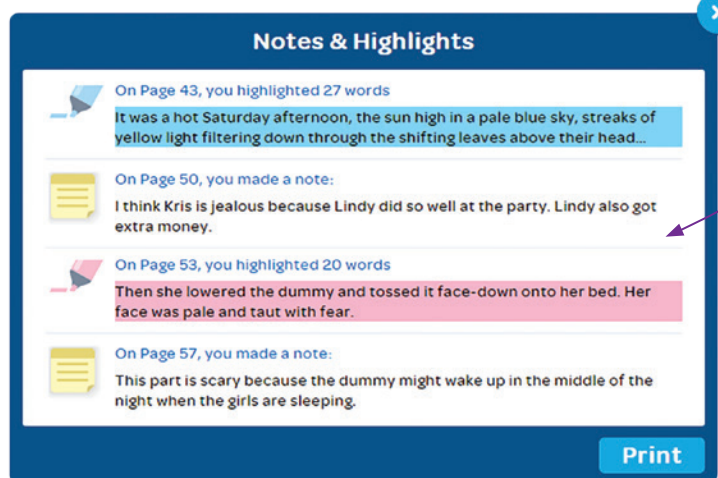 Notes & Highlights
On Page 43, you highlighted 27 words
It was a hot Saturday afternoon, the sun high in a pale blue sky, streaks of
yellow light filtering down through the shifting leaves above their head...
On Page 50, you made a note:
I think Kris is jealous because Lindy did so well at the party. Lindy also got
extra money.
On Page 53, you highlighted 20 words
Then she lowered the dummy and tossed it face-down onto her bed. Her
face was pale and taut with fear.
On Page 57, you made a note:
This part is scary because the dummy might wake up in the middle of the
night when the girls are sleeping.
Print